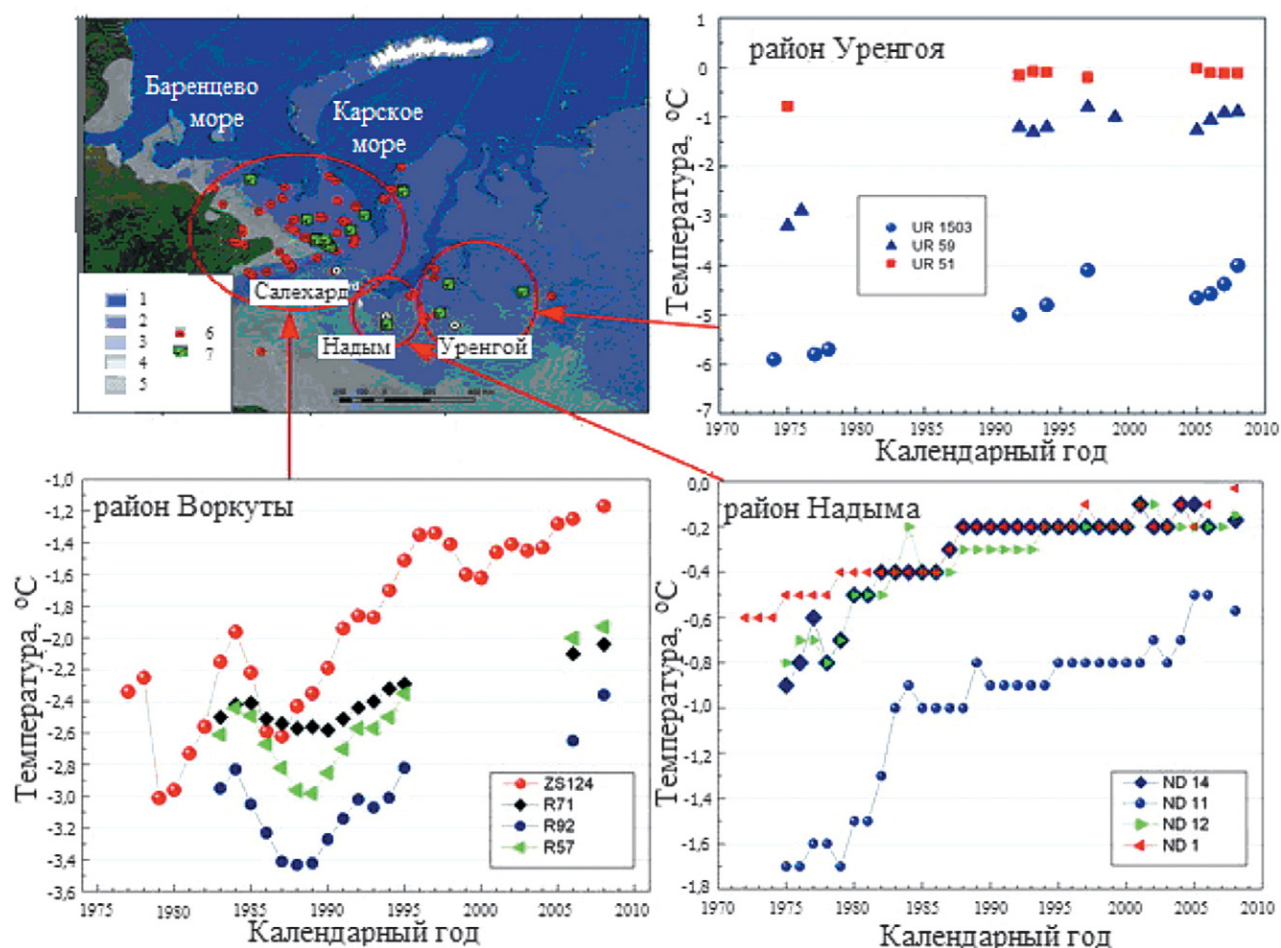 Баренцево
море
Карское
море
Салехард
Надым
Уренгой
1
2
3
4
5
6
7
район Уренгоя
Температура, °C
0
-1
-2
-3
-4
-5
-6
-7
UR 1503
UR 59
UR 51
1970 1975 1980 1985 1990 1995 2000 2005 2010
Календарный год
район Воркуты
Температура, °C
-1,0
-1,2
-1,4
-1,6
-1,8
-2,0
-2,2
-2,4
-2,6
-2,8
-3,0
-3,2
-3,4
-3,6
ZS124
R71
R92
R57
1975 1980 1985 1990 1995 2000 2005 2010
Календарный год
район Надыма
Температура, °C
0,0
-0,2
-0,4
-0,6
-0,8
-1,0
-1,2
-1,4
-1,6
-1,8
ND 14
ND 11
ND 12
ND 1
1970 1975 1980 1985 1990 1995 2000 2005 2010
Календарный год